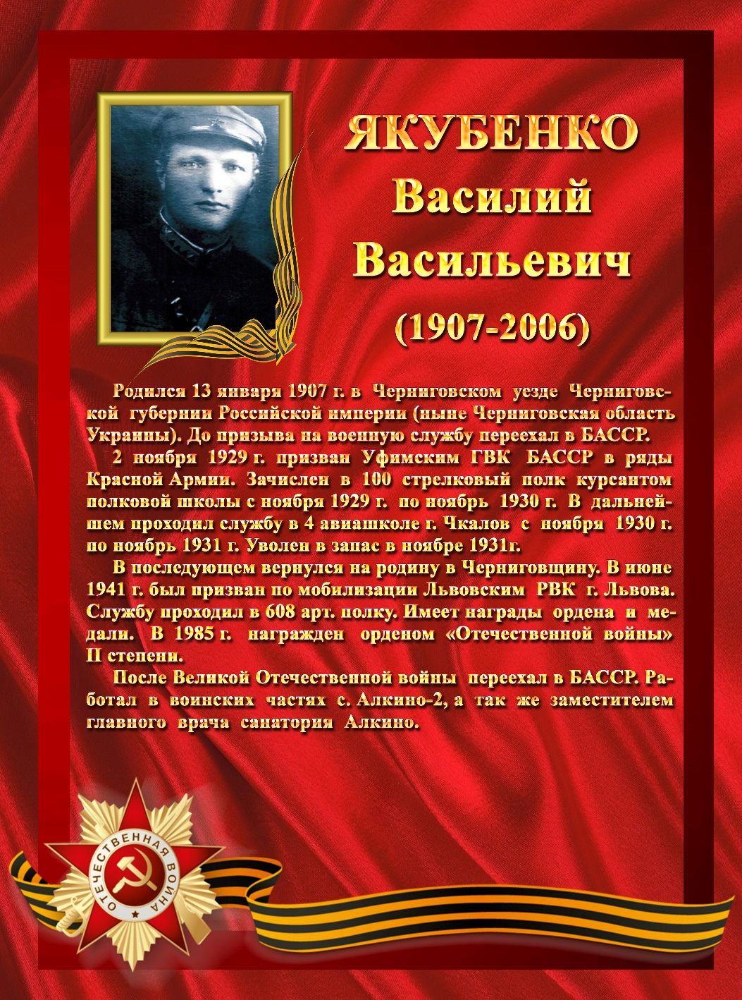 ЯКУБЕНКО
Василий
Васильевич
(1907-2006)
Родился 13 января 1907 г. в Черниговском уезде Черниговс-
кой губернии Российской империи (ныне Черниговская область
Украины). До призыва на военную службу переехал в БАССР.
2 ноября 1929 г. призван Уфимским ГВК БАССР в ряды
Красной Армии. Зачислен в 100 стрелковый полк курсантом
полковой школы с ноября 1929 г. по ноябрь 1930 г. В дальней-
шем проходил службу в 4 авиашколе г. Чкалов с ноября 1930 г.
по ноябрь 1931 г. Уволен в запас в ноябре 1931г.
В последующем вернулся на родину в Черниговщину. В июне
1941 г. был призван по мобилизации Львовским РВК г. Львова.
Службу проходил в 608 арт. полку. Имеет награды ордена и ме-
дали. В 1985 г. награжден орденом «Отечественной войны»
II степени.
После Великой Отечественной войны переехал в БАССР. Ра-
ботал в воинских частях с. Алкино-2, а так же заместителем
главного врача санатория Алкино.
ОТЕЧЕСТВЕННАЯ ВОЙНА